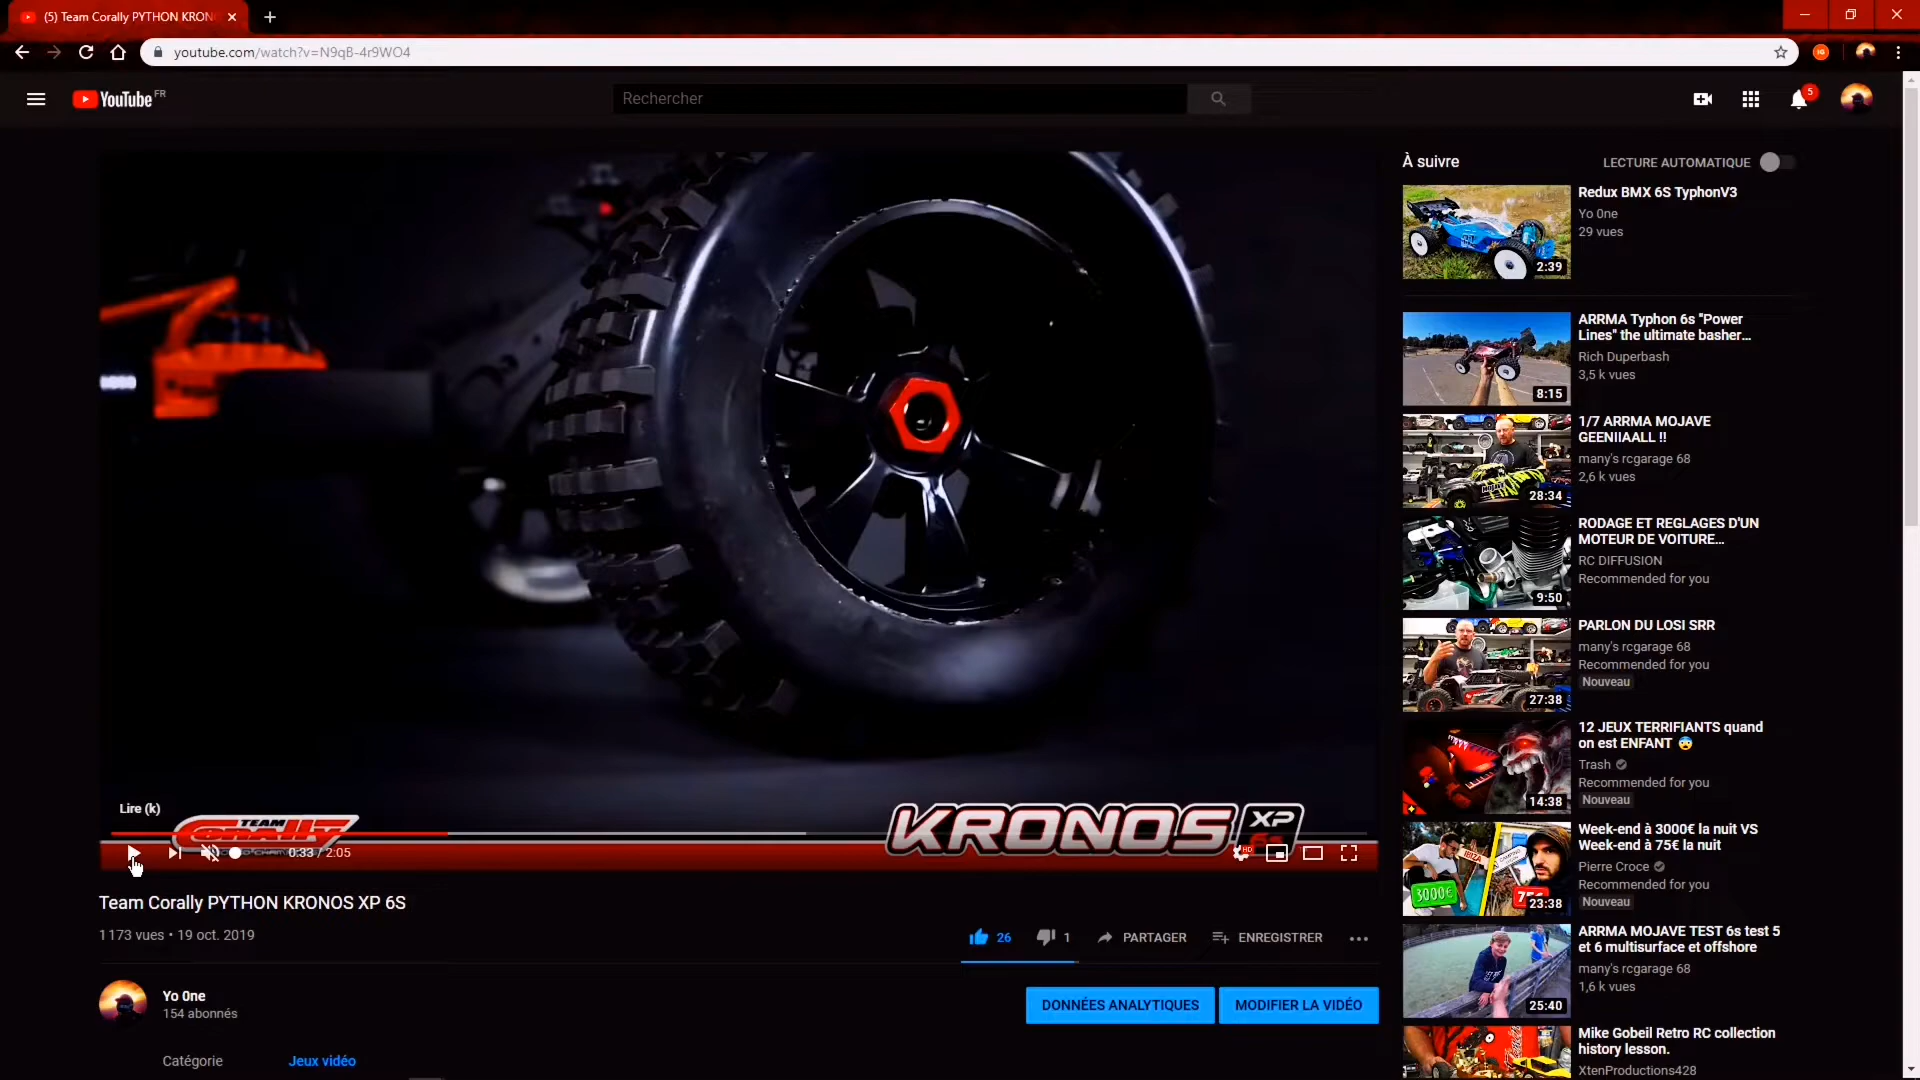 (5) Team Corally PYTHON KRON
youtube.com/watch?v=N9qB-4r9WO4
YouTube FR
Rechercher
5
À suivre
LECTURE AUTOMATIQUE
Redux BMX 6S TyphonV3
Yo 0ne
29 vues
2:39
ARRMA Typhon 6s "Power
Lines" the ultimate basher...
Rich Duperbash
3,5 k vues
8:15
1/7 ARRMA MOJAVE
GEENIIAALL !!
many's rcgarage 68
2,6 k vues
28:34
RODAGE ET REGLAGES D'UN
MOTEUR DE VOITURE...
RC DIFFUSION
Recommended for you
9:50
PARLON DU LOSI SRR
many's rcgarage 68
Recommended for you
Nouveau
27:38
12 JEUX TERRIFIANTS quand
on est ENFANT 😨
Trash
Recommended for you
Nouveau
14:38
Week-end à 3000€ la nuit VS
Week-end à 75€ la nuit
Pierre Croce
Recommended for you
Nouveau
IBIZA
3000€
23:38
ARRMA MOJAVE TEST 6s test 5
et 6 multisurface et offshore
many's rcgarage 68
1,6 k vues
25:40
Mike Gobeil Retro RC collection
history lesson.
XtenProductions428
Lire (k)
TEAM
CORALLY
KRONOS XP
6S
0:33 / 2:05
HD
Team Corally PYTHON KRONOS XP 6S
1 173 vues • 19 oct. 2019
26
1
PARTAGER
ENREGISTRER
Yo 0ne
154 abonnés
DONNÉES ANALYTIQUES
MODIFIER LA VIDÉO
Catégorie
Jeux vidéo